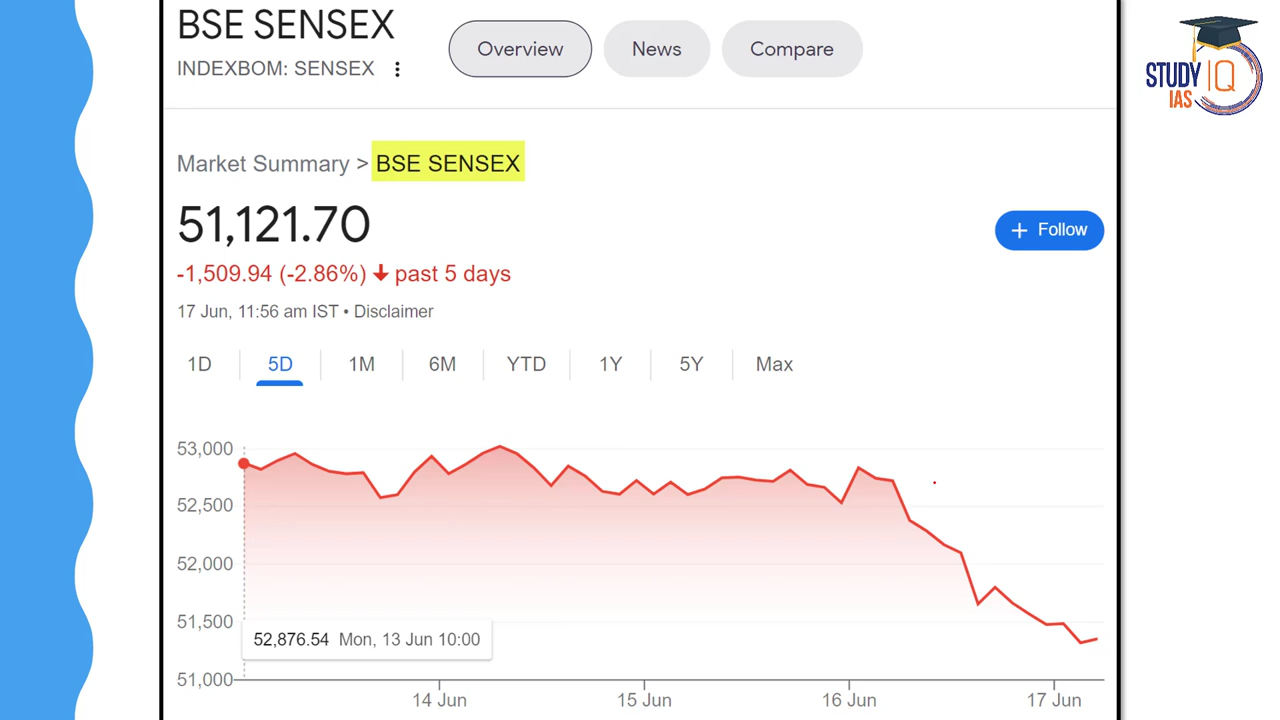 BSE SENSEX
INDEXBOM: SENSEX
Overview
News
Compare
STUDY IQ
IAS
Market Summary > BSE SENSEX
51,121.70
+ Follow
-1,509.94 (-2.86%) ↓ past 5 days
17 Jun, 11:56 am IST • Disclaimer
1D 5D 1M 6M YTD 1Y 5Y Max
53,000
52,500
52,000
51,500
51,000
52,876.54 Mon, 13 Jun 10:00
14 Jun 15 Jun 16 Jun 17 Jun